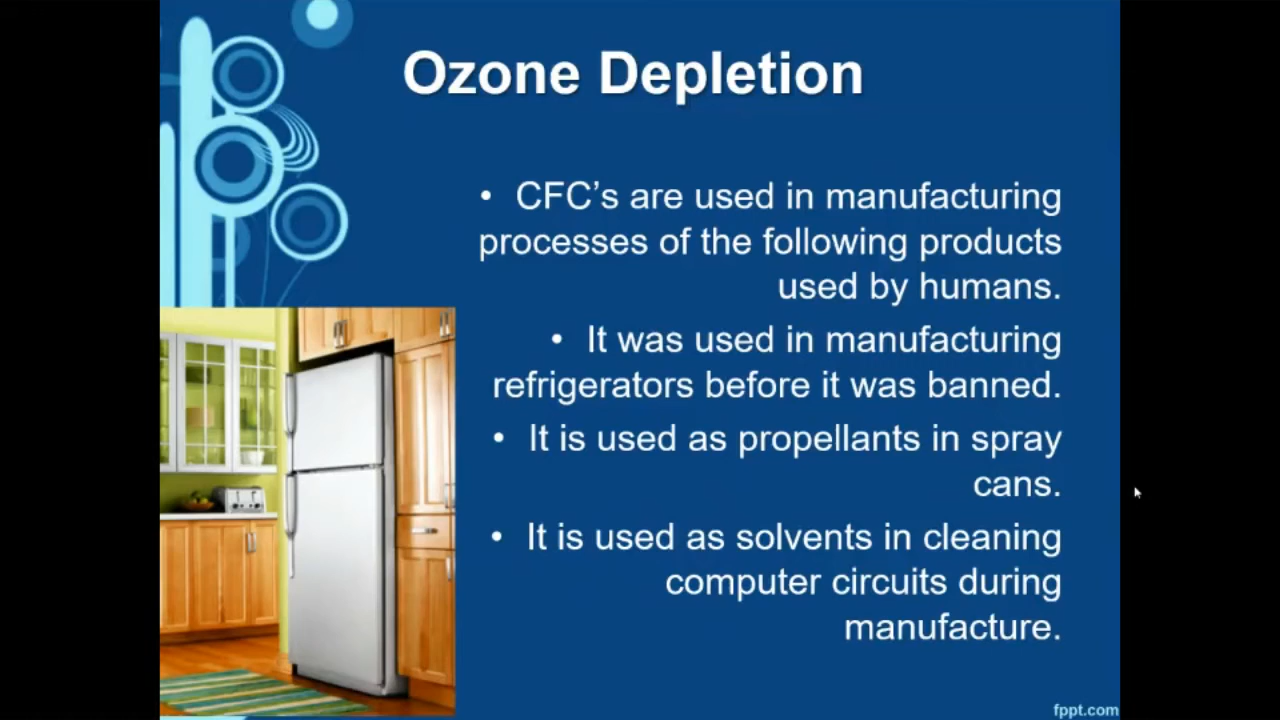 Ozone Depletion
• CFC’s are used in manufacturing
processes of the following products
used by humans.
• It was used in manufacturing
refrigerators before it was banned.
• It is used as propellants in spray
cans.
• It is used as solvents in cleaning
computer circuits during
manufacture.
fppt.com